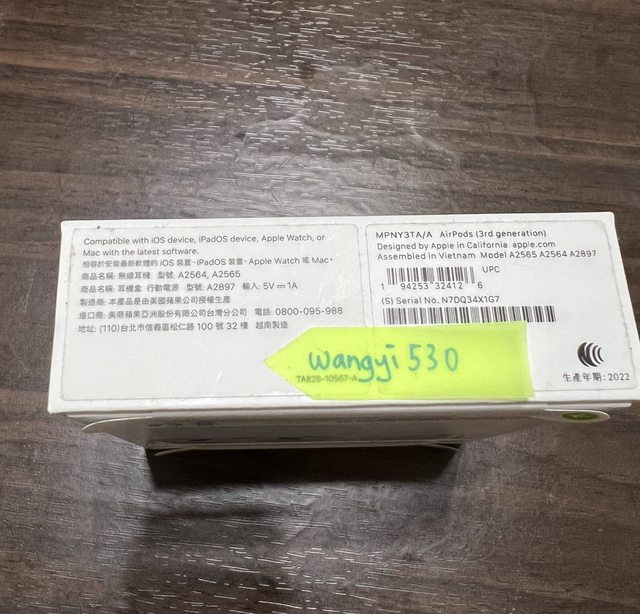 Compatible with iOS device, iPadOS device, Apple Watch, or
Mac with the latest software.
相容於安裝最新軟體的 iOS 裝置、iPadOS 裝置、Apple Watch 或 Mac。
商品名稱: 無線耳機 型號: A2564, A2565
商品名稱: 耳機盒 行動電源 型號: A2897 輸入: 5V⎓1A
製造商: 本產品是由美國蘋果公司授權生產
進口商: 美商蘋果亞洲股份有限公司台灣分公司 電話: 0800-095-988
地址: (110)台北市信義區松仁路 100 號 32 樓 越南製造
MPNY3TA/A AirPods (3rd generation)
Designed by Apple in California apple.com
Assembled in Vietnam Model A2565 A2564 A2897
UPC
1 94253 32412 6
(S) Serial No. N7DQ34X1G7
wangyi 530
TA826-10567-A
生產年期: 2022